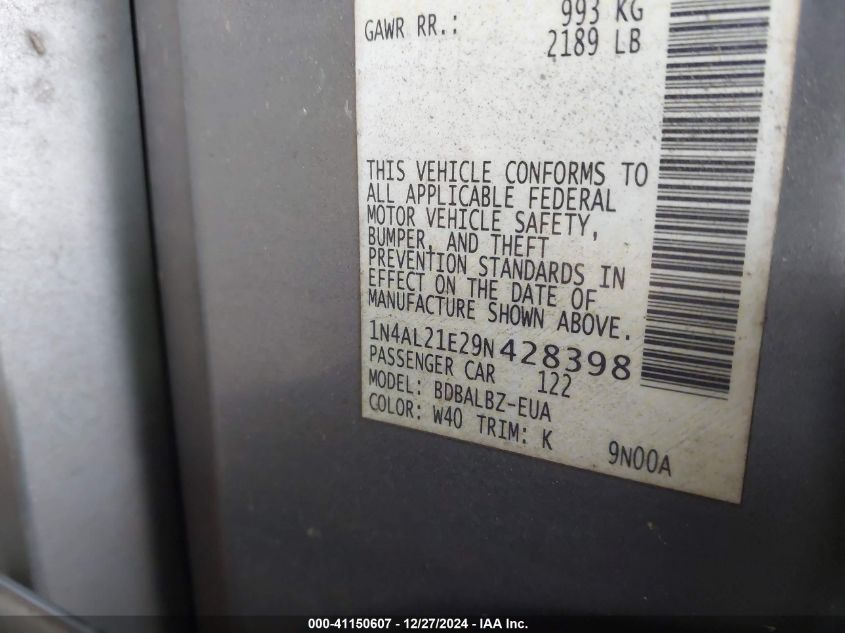 GAWR RR.: 993 KG
2189 LB
THIS VEHICLE CONFORMS TO
ALL APPLICABLE FEDERAL
MOTOR VEHICLE SAFETY,
BUMPER, AND THEFT
PREVENTION STANDARDS IN
EFFECT ON THE DATE OF
MANUFACTURE SHOWN ABOVE.
1N4AL21E29N428398
PASSENGER CAR 122
MODEL: BDBALBZ-EUA
COLOR: W40 TRIM: K 9N00A
000-41150607 - 12/27/2024 - IAA Inc.